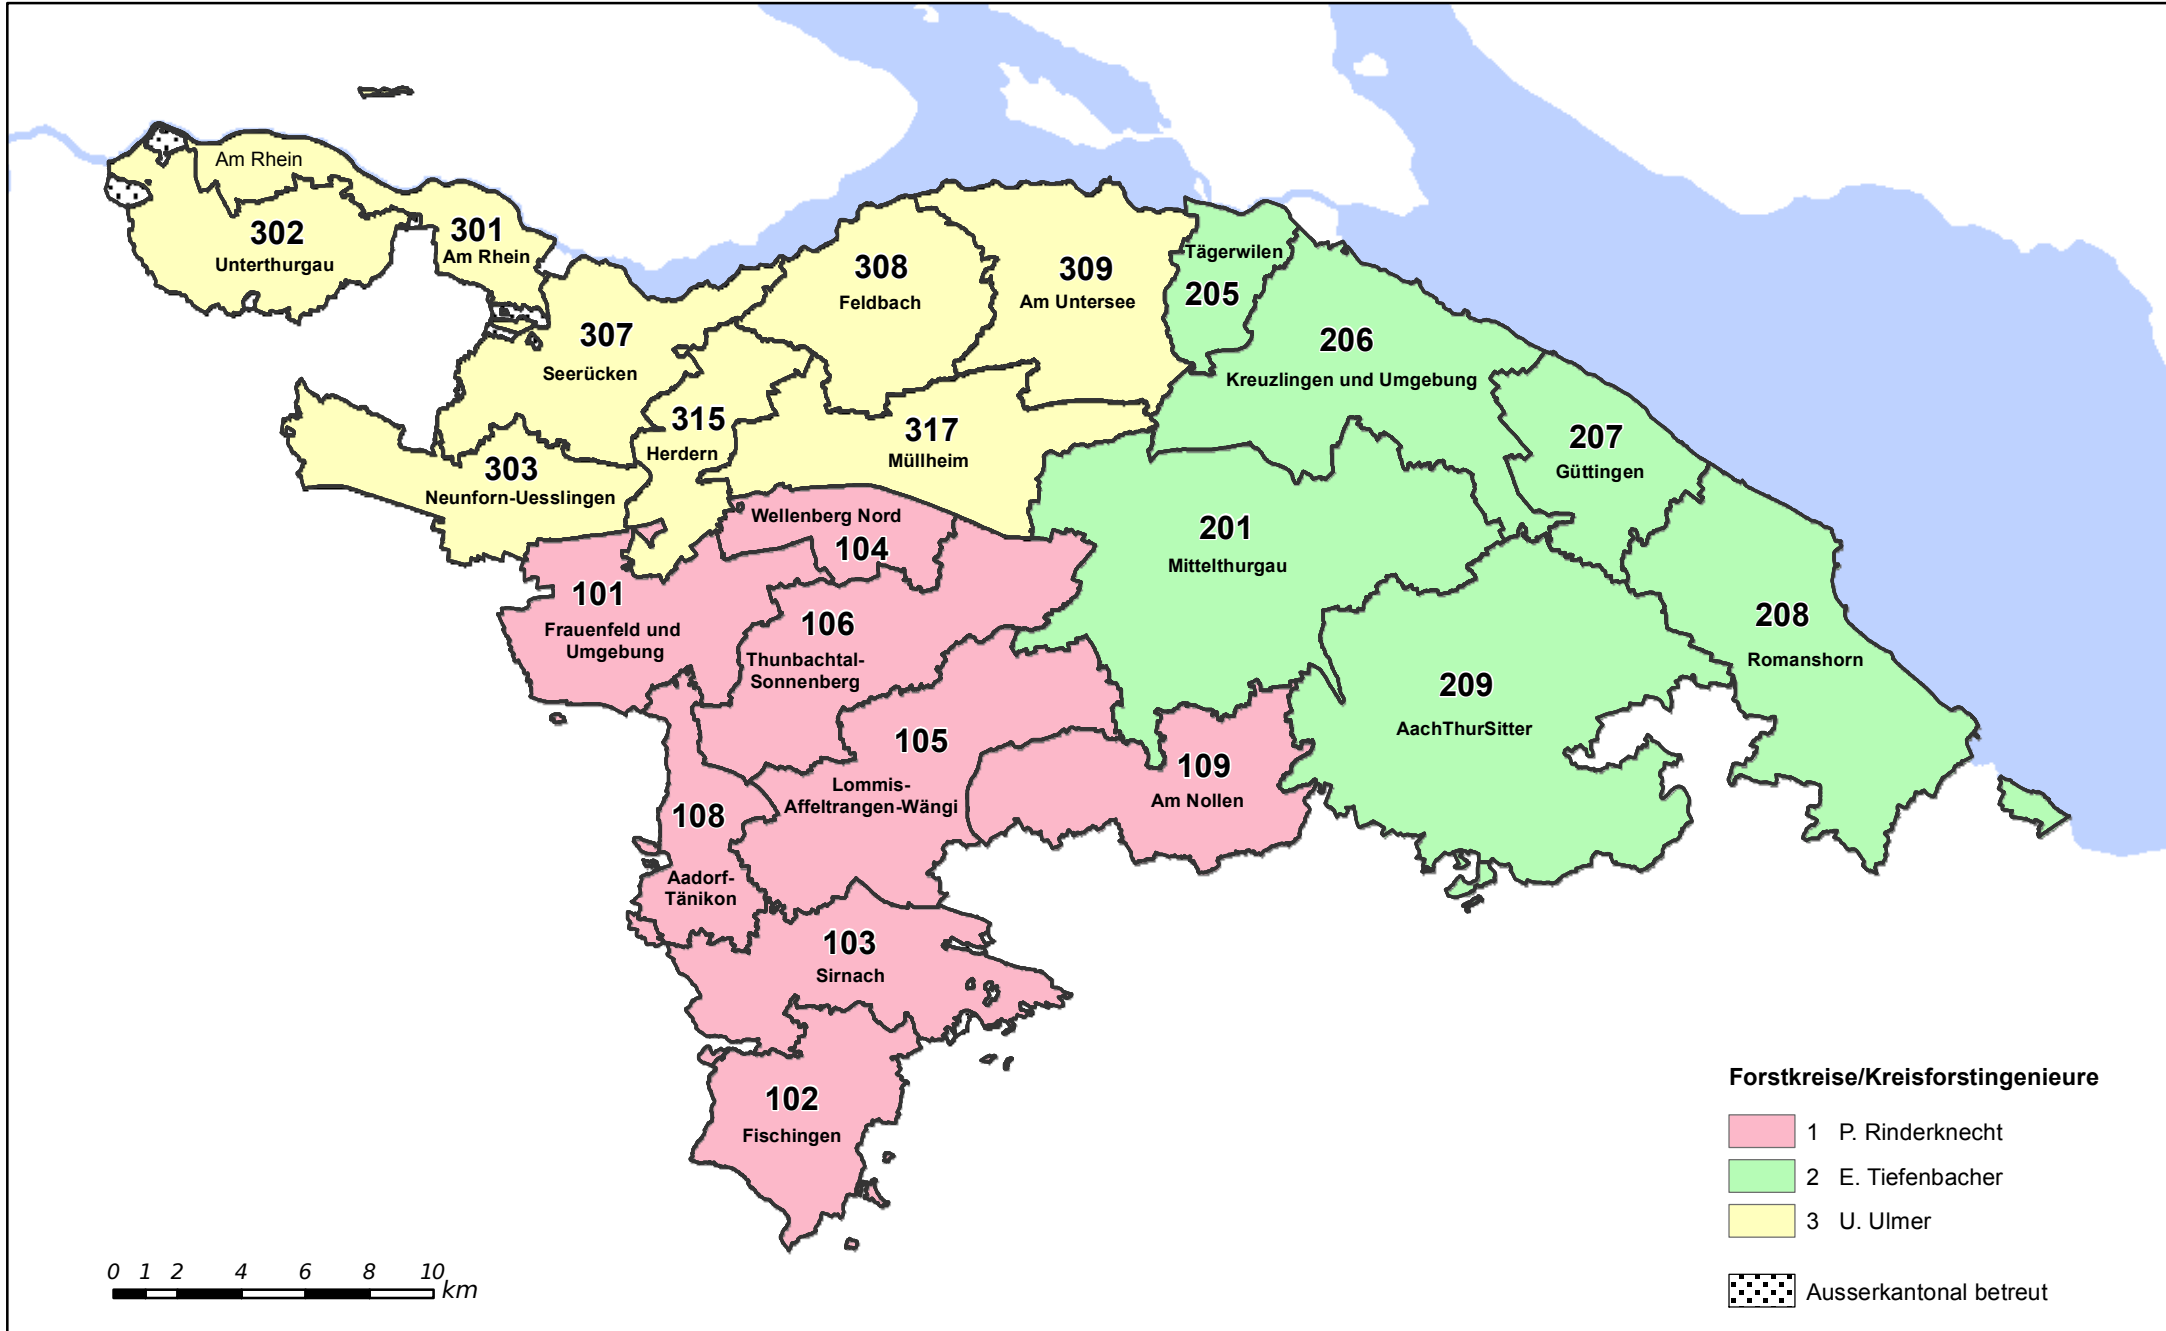 Am Rhein
302
Unterthurgau
301
Am Rhein
308
Feldbach
309
Am Untersee
Tägerwilen
205
307
Seerücken
206
Kreuzlingen und Umgebung
315
Herdern
317
Müllheim
207
Güttingen
303
Neunforn-Uesslingen
Wellenberg Nord
104
201
Mittelthurgau
101
Frauenfeld und
Umgebung
106
Thunbachtal-
Sonnenberg
208
Romanshorn
209
AachThurSitter
105
Lommis-
Affeltrangen-Wängi
109
Am Nollen
108
Aadorf-
Tänikon
103
Sirnach
102
Fischingen
Forstkreise/Kreisforstingenieure
1 P. Rinderknecht
2 E. Tiefenbacher
3 U. Ulmer
Ausserkantonal betreut
0 1 2 4 6 8 10 km